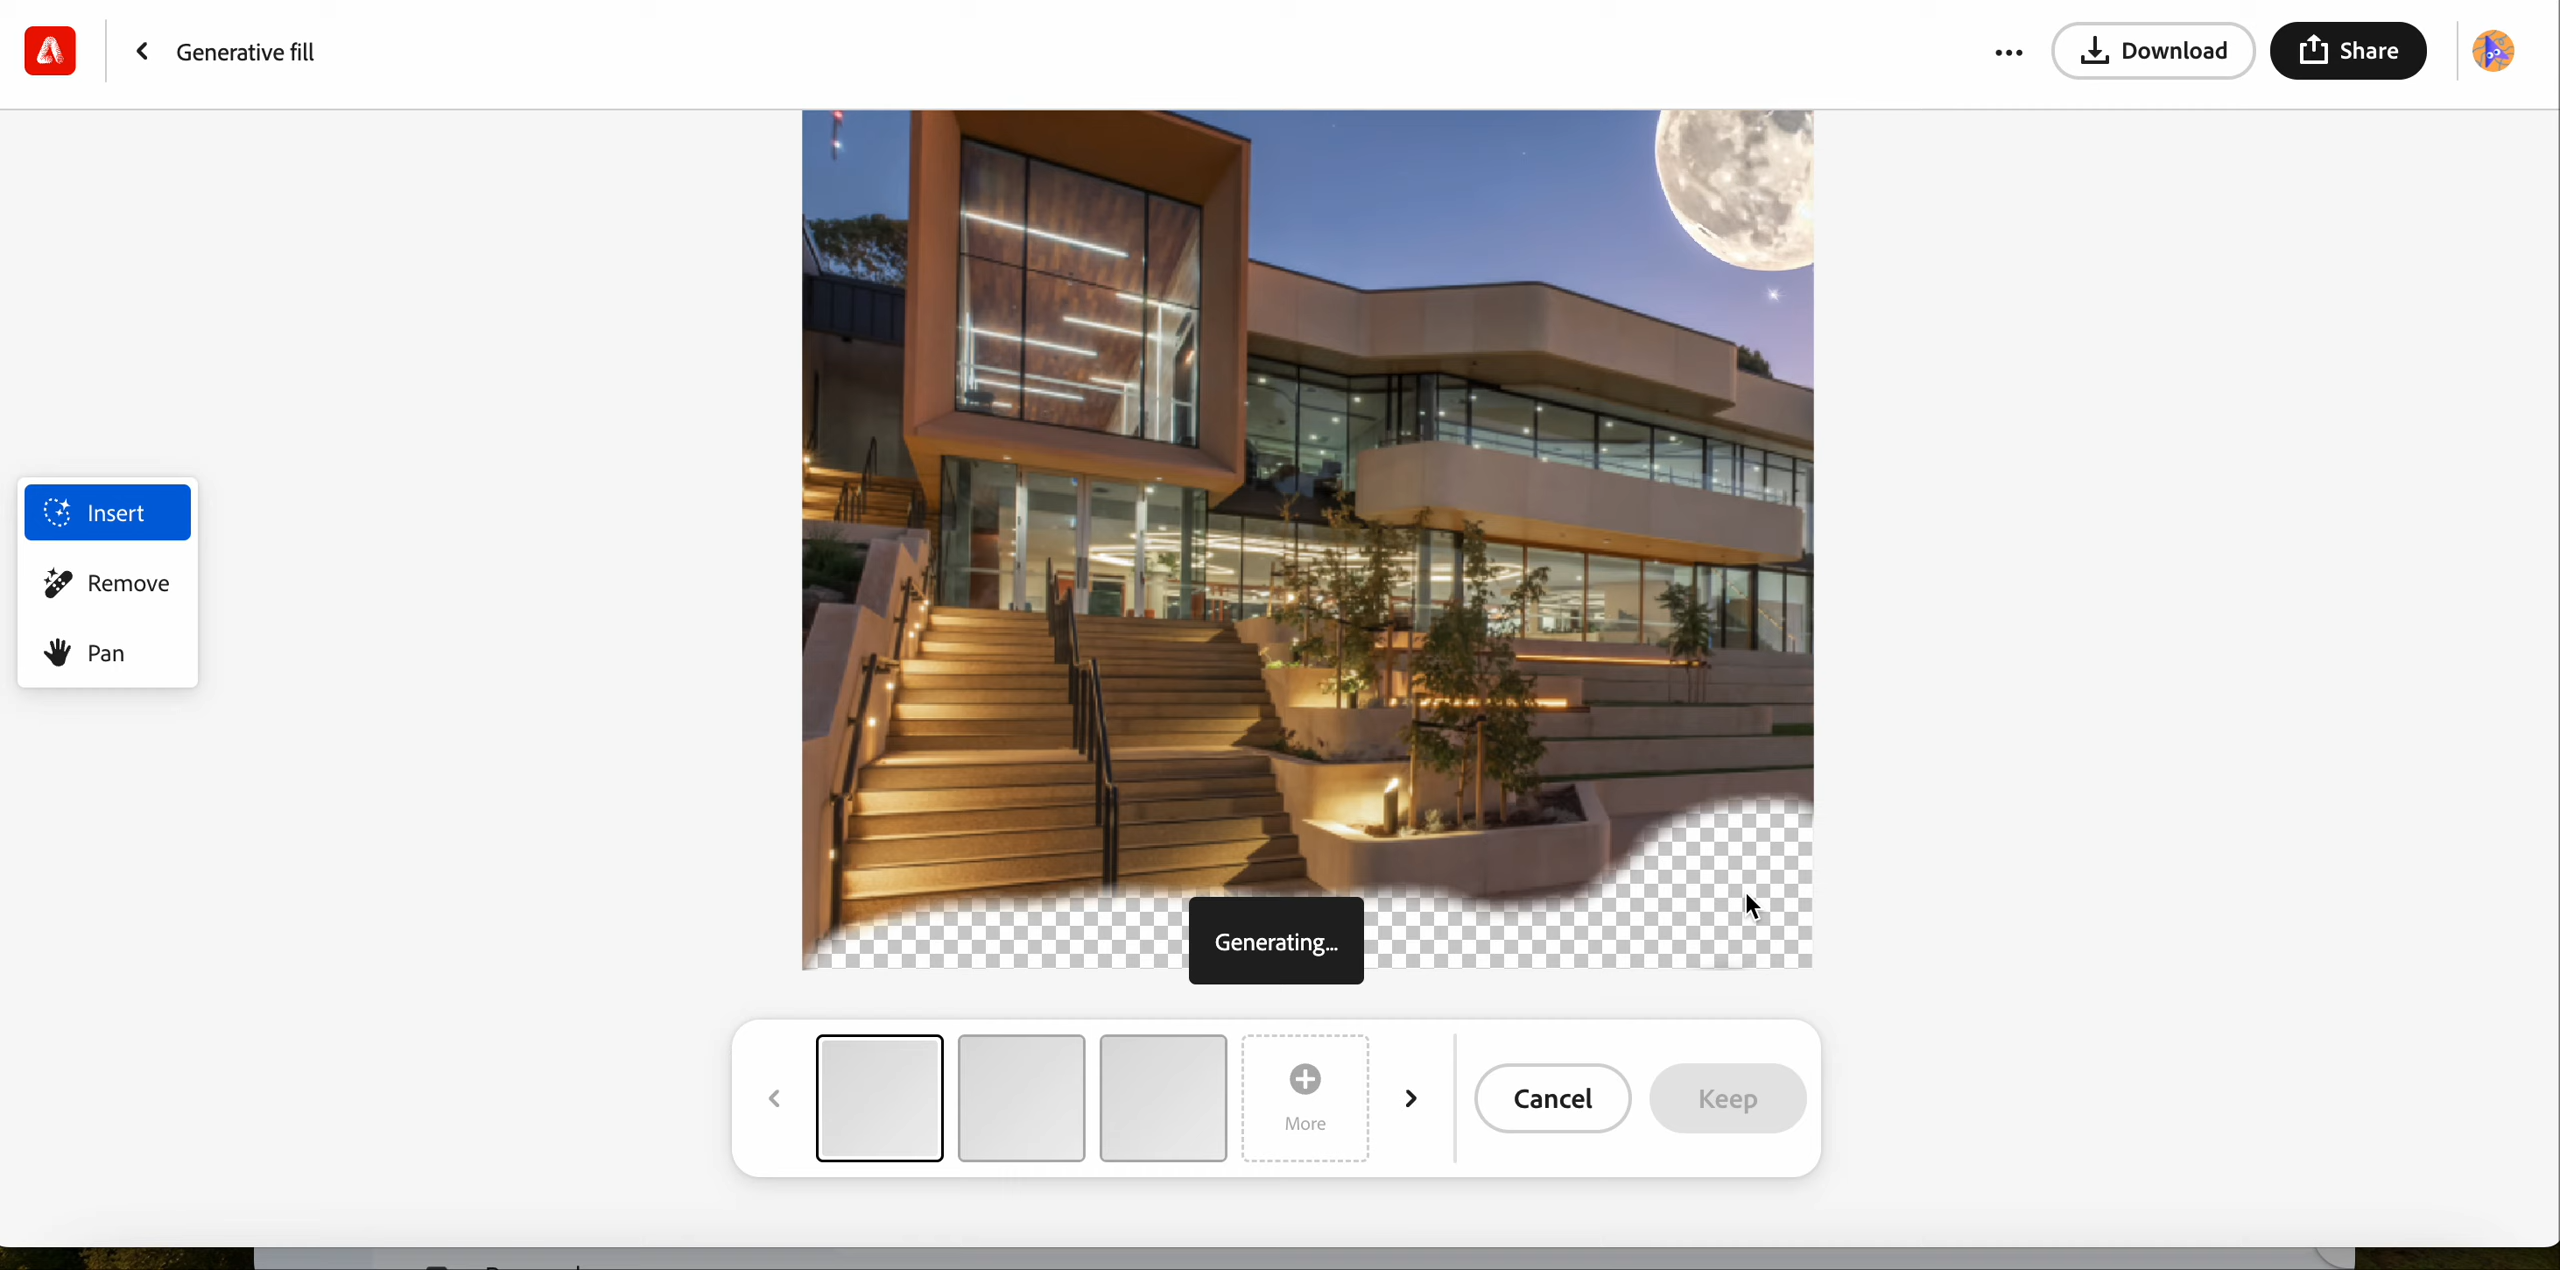 Generative fill
Download
Share
Insert
Remove
Pan
Generating...
More
Cancel
Keep